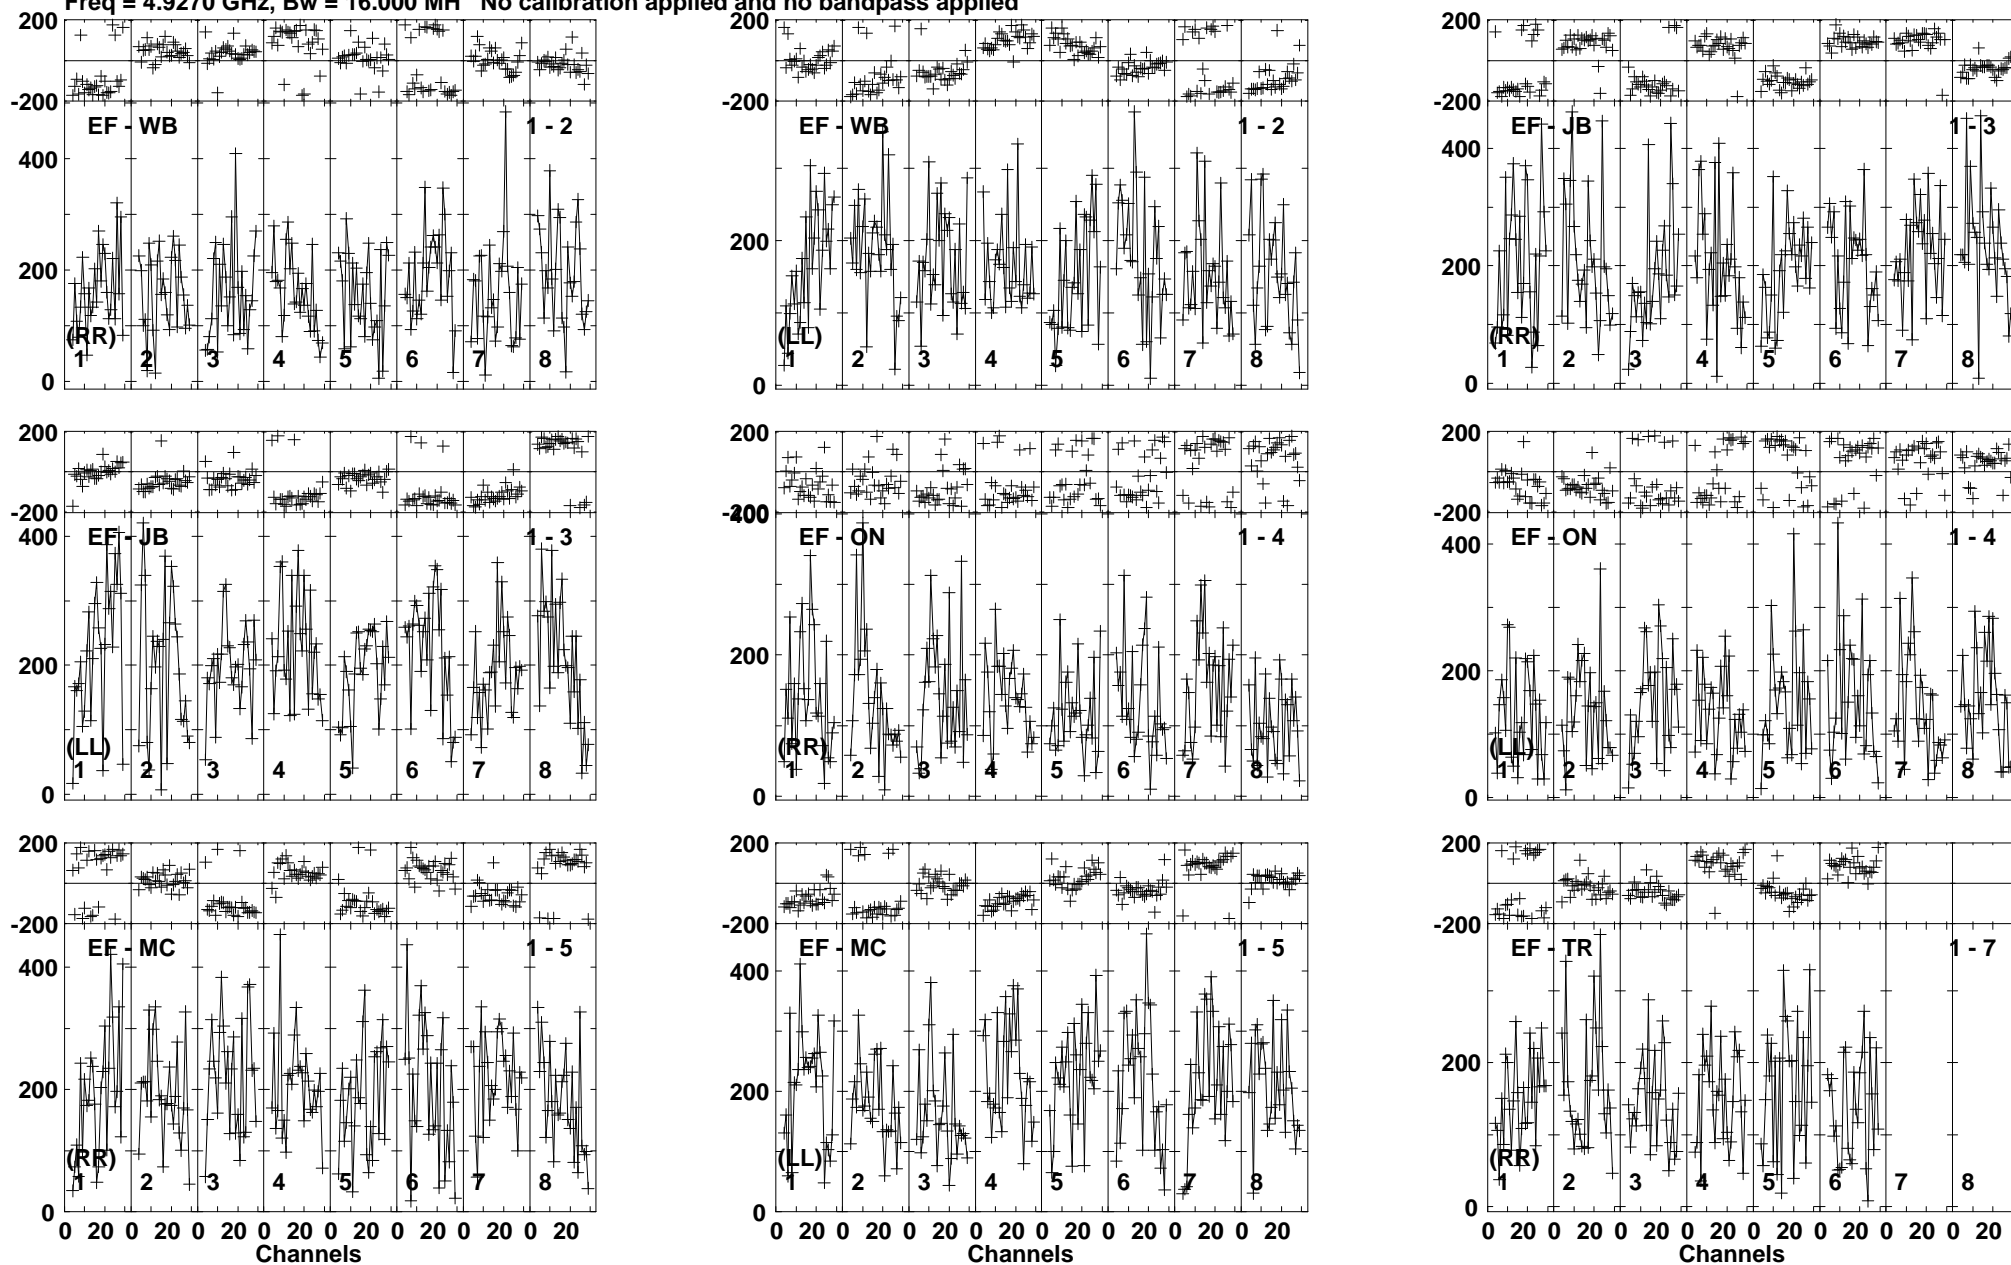 Freq = 4.9270 GHz, Bw = 16.000 MH No calibration applied and no bandpass applied
200 200 200
-200 -200 -200
EF - WB 1 - 2 EF - WB 1 - 2 EF - JB 1 - 3
400 400
200 200 200
(RR) (LL) (RR)
1 2 3 4 5 6 7 8 1 2 3 4 5 6 7 8 1 2 3 4 5 6 7 8
0 0 0
200 200 200
-200 -200 -200
400
EF - JB 1 - 3 EF - ON 1 - 4 EF - ON 1 - 4
400 400
200 200 200
(LL) (RR) (LL)
1 2 3 4 5 6 7 8 1 2 3 4 5 6 7 8 1 2 3 4 5 6 7 8
0 0 0
200 200 200
-200 -200 -200
EF - MC 1 - 5 EF - MC 1 - 5 EF - TR 1 - 7
400 400
200 200 200
(RR) (LL) (RR)
1 2 3 4 5 6 7 8 1 2 3 4 5 6 7 8 1 2 3 4 5 6 7 8
0 0 0
0 20 0 20 0 20 0 20 0 20 0 20 0 20 0 20 0 20 0 20 0 20 0 20 0 20 0 20 0 20 0 20 0 20 0 20 0 20 0 20 0 20 0 20 0 20 0 20
Channels Channels Channels